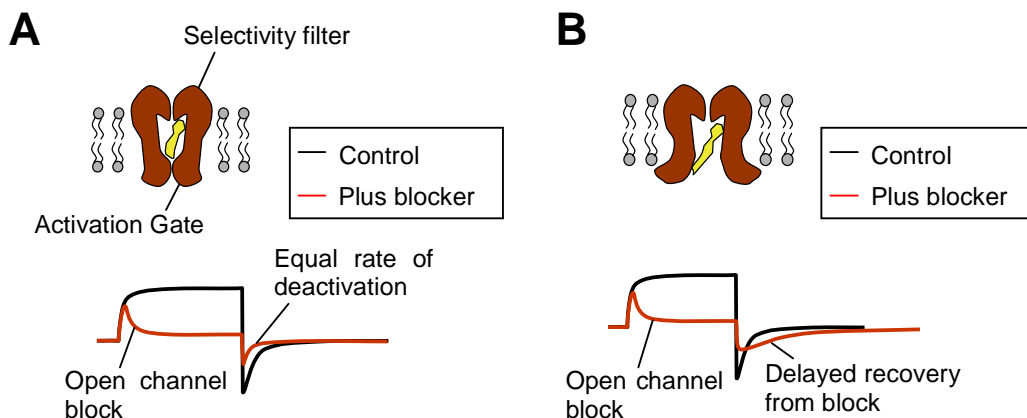 A
Selectivity filter
Control
Plus blocker
Activation Gate
Equal rate of
deactivation
Open channel
block
B
Control
Plus blocker
Open channel
block
Delayed recovery
from block